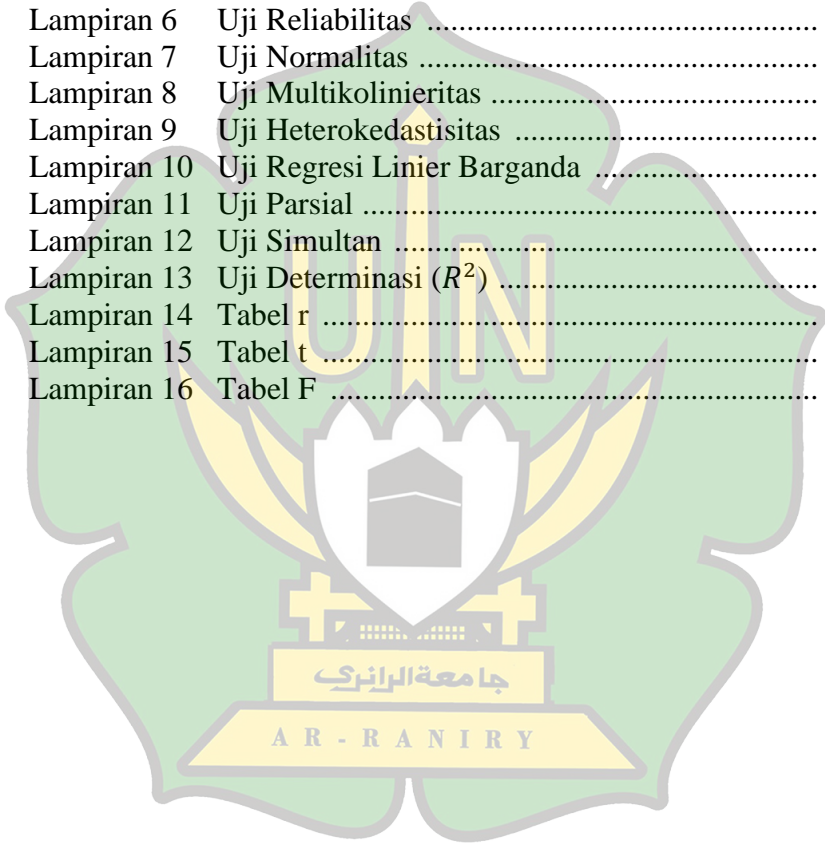 Lampiran 6 Uji Reliabilitas ......................................................
Lampiran 7 Uji Normalitas .......................................................
Lampiran 8 Uji Multikolinieritas .............................................
Lampiran 9 Uji Heterokedastisitas ..........................................
Lampiran 10 Uji Regresi Linier Barganda ..............................
Lampiran 11 Uji Parsial ..............................................................
Lampiran 12 Uji Simultan ..........................................................
Lampiran 13 Uji Determinasi (𝑅²) ...........................................
Lampiran 14 Tabel r ....................................................................
Lampiran 15 Tabel t ....................................................................
Lampiran 16 Tabel F ...................................................................
UIN
جامعةالرانري
AR-RANIRY